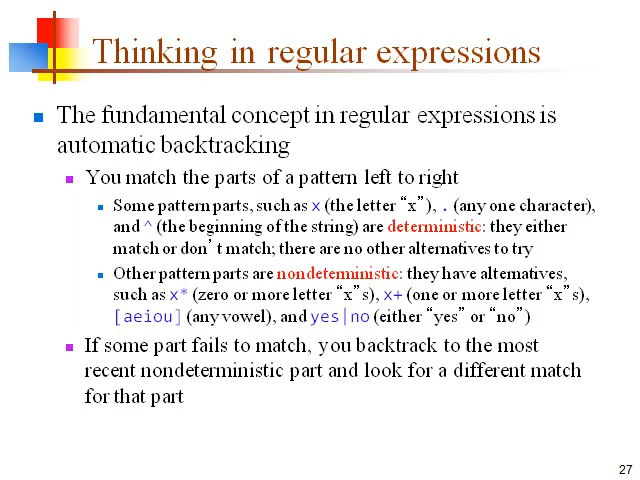 Thinking in regular expressions
The fundamental concept in regular expressions is
automatic backtracking
You match the parts of a pattern left to right
Some pattern parts, such as x (the letter “x”), . (any one character),
and ^ (the beginning of the string) are deterministic: they either
match or don’t match; there are no other alternatives to try
Other pattern parts are nondeterministic: they have alternatives,
such as x* (zero or more letter “x”s), x+ (one or more letter “x”s),
[aeiou] (any vowel), and yes|no (either “yes” or “no”)
If some part fails to match, you backtrack to the most
recent nondeterministic part and look for a different match
for that part
27